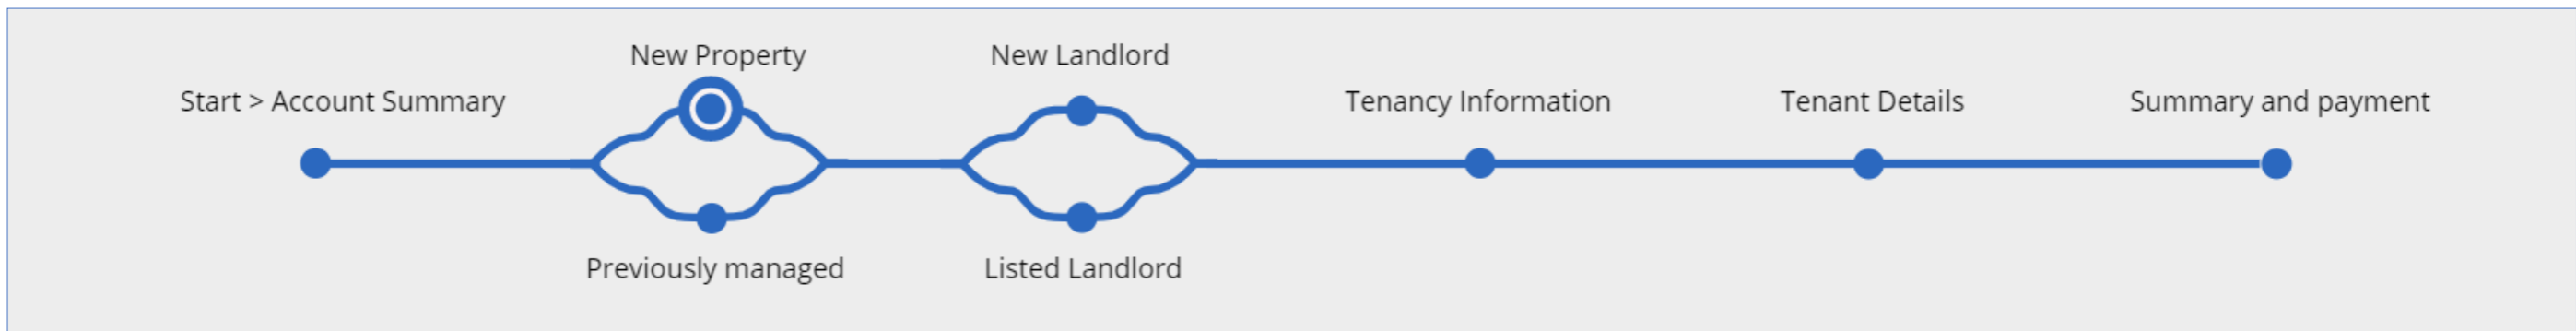 Start > Account Summary
New Property
Previously managed
New Landlord
Listed Landlord
Tenancy Information
Tenant Details
Summary and payment